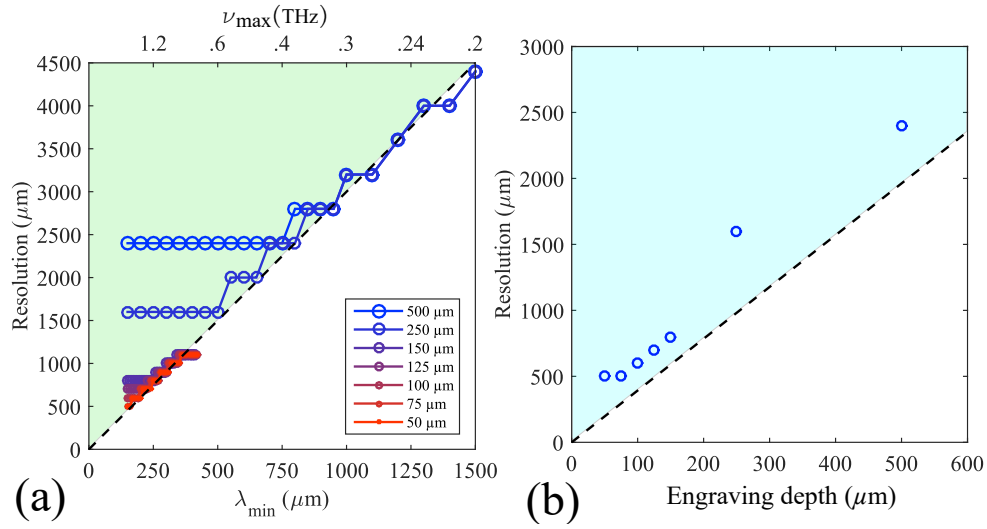 ν_max(THz)
1.2 .6 .4 .3 .24 .2
4500
4000
3500
3000
2500
2000
1500
1000
500
0
Resolution (μm)
500 μm
250 μm
150 μm
125 μm
100 μm
75 μm
50 μm
0 250 500 750 1000 1250 1500
λ_min (μm)
(a)
3000
2500
2000
1500
1000
500
0
Resolution (μm)
0 100 200 300 400 500 600
Engraving depth (μm)
(b)